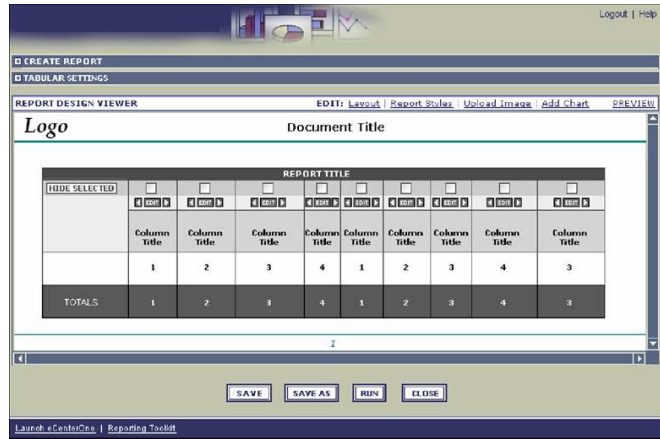 Logout | Help
CREATE REPORT
TABULAR SETTINGS
REPORT DESIGN VIEWER EDIT: Layout | Report Styles | Upload Image | Add Chart PREVIEW
Logo Document Title
REPORT TITLE
HIDE SELECTED
EDIT EDIT EDIT EDIT EDIT EDIT EDIT EDIT EDIT
Column Column Column Column Column Column Column Column Column
Title Title Title Title Title Title Title Title Title
1 2 3 4 1 2 3 4 3
TOTALS 1 2 3 4 1 2 3 4 3
1
SAVE SAVE AS RUN CLOSE
Launch eCenterOne | Reporting Toolkit